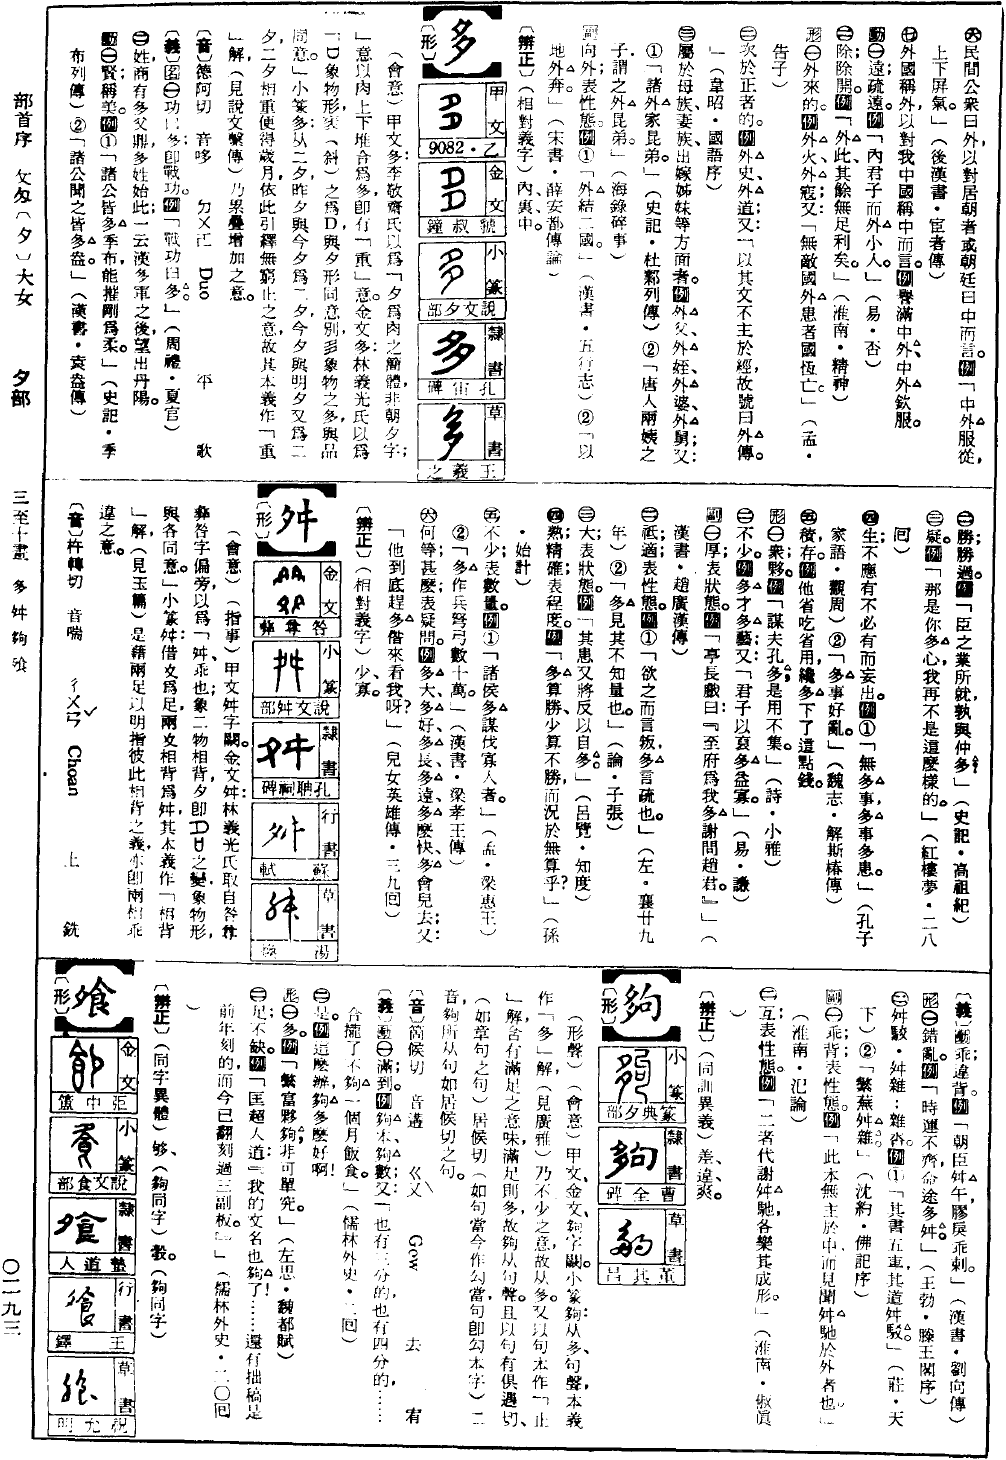 ㊅民間公衆曰外，以對居朝者或朝廷曰中而言。例「中外服從，
上下屏氣。」（後漢書・宦者傳）
㊆外國稱外，以對我中國稱中而言。例譽滿中外、中外欽服。
動㊀遠；疏遠。例「內君子而外小人。」（易・否）
㊁除；除開。例「外此，其餘無足利矣。」（淮南・精神）
形㊀外來的。例外火、外寇；又：「無敵國外患者，國恆亡。」（孟・
告子）
㊁次於正者的。例外史、外道；又：「以其文不主於經，故號曰外傳。
」（韋昭・國語序）
㊂屬於母族、妻族、出嫁姊妹等方面者。例外父、外姪、外婆、外舅；又：
①「諸外家昆弟。」（史記・杜鄴列傳）②「唐人兩姨之
子，謂之外昆弟。」（海錄碎事）
副向外，表性態。例①「外結二國。」（漢書・五行志）②「以
地外奔。」（宋書・薛安都傳論）
〔辨正〕（相對義字）內、裏、中。
多
〔形〕
甲文 9082・乙
金文 虢叔鐘
小篆 說文夕部
隸書 孔宙碑
草書 王羲之
（會意）甲文多：李敬齋氏以爲「夕爲肉之簡體，非朝夕字；
」意以肉上下堆合爲多，卽有「重」意。金文多：林義光氏以爲
「D象物形，衺（斜）之爲D，與夕形同意別，多象物之多，與品
同意。」小篆多：从二夕，昨夕與今夕爲二夕，今夕與明夕又爲二
夕，二夕相重便得歲月，依此引繹無窮止之意，故其本義作「重
」解（見說文繫傳）乃累疊增加之意。
〔音〕德阿切 音哆 ㄉㄨㄛ Duo 平 歌
〔義〕名㊀功曰多，卽戰功。例「戰功曰多。」（周禮・夏官）
㊁姓，商有多父鼎，多姓始此；一云漢多軍之後，望出丹陽。
動㊀賢；稱美。例①「諸公皆多季布能摧剛爲柔。」（史記・季
布列傳）②「諸公聞之皆多盎。」（漢書・袁盎傳）
㊁勝；勝過。例「臣之業所就，孰與仲多。」（史記・高祖紀）
㊂疑。例「那是你多心，我再不是這麼樣的。」（紅樓夢・二八
回）
㊃生不應有不必有而妄出。例①「無多事，多事多患。」（孔子
家語・觀周）②「多事好亂。」（魏志・解斯椿傳）
㊄積存。例他省吃省用，纔多下了這點錢。
形㊀衆；夥。例「謀夫孔多，是用不集。」（詩・小雅）
㊁不少。例多才多藝；又：「君子以裒多益寡。」（易・謙）
副㊀厚，表狀態。例「亭長戲曰：『至府，爲我多謝問趙君。』」（
漢書・趙廣漢傳）
㊁祗；適，表性態。例①「欲之而言叛，多言疏也。」（左・襄廿九
年）②「多見其不知量也。」（論・子張）
㊂大，表狀態。例「其患又將反以自多。」（呂覽・知度）
㊃熟；精確，表程度。例「多算勝，少算不勝，而況於無算乎？」（孫
・始計）
㊄不少，表數量。例①「諸侯多謀伐寡人者。」（孟・梁惠王）
②「多作兵弩弓數十萬。」（漢書・梁孝王傳）
㊅何等；甚麼，表疑問。例多大、多好、多長、多遠、多麼快、多會兒去；又：
「他到底趕多偺來看我呀？」（兒女英雄傳・三九回）
〔辨正〕（相對義字）少、寡。
舛
〔形〕
金文
小篆 說文舛部
隸書 孔聃祠碑
行書 蘇軾
草書
（會意）（指事）甲文舛字闕。金文舛：林義光氏取自
彝咎字偏旁以爲「舛，乖也，象二物相背，夕卽之變象物形，
與各同意。」小篆舛：借夊爲足，兩夊相背爲舛，其本義作「相背
」解（見玉篇）是藉兩足以明指彼此相背之義，亦卽兩相乖
違之意。
〔音〕杵轉切 音喘 ㄔㄨㄢˇ Choan 上 銑
〔義〕動乖；違背。例「朝臣舛午，膠戾乖剌。」（漢書・劉向傳）
形㊀錯亂。例「時運不齊，命途多舛。」（王勃・滕王閣序）
㊁舛駁・舛雜：雜沓。例①「其書五車，其道舛駁。」（莊・天
下）②「繁蕪舛雜。」（沈約・佛記序）
副㊀乖背，表性態。例「此本無主於中，而見聞舛馳於外者也。」
（淮南・氾論）
㊁互，表性態。例「二者代謝舛馳，各樂其成形。」（淮南・俶眞
）
〔辨正〕（同訓異義）差、違、爽。
夠
〔形〕
小篆 篆典夕部
隸書 曹全碑
草書 董其昌
（形聲）（會意）甲文、金文夠字闕。小篆夠：从多，句聲，本義
作「多」解（見廣雅）乃不少之意，故从多。又以句本作「止
」解，含有滿足之意味，滿足則多，故夠从句聲。且以句有俱遇切、
（如章句之句）居候切（如句當今作勾當，句卽勾本字）二
音，夠所从句如居候切之句。
〔音〕笱候切 音遘 ㄍㄡˋ Gow 去 宥
〔義〕動㊀滿；到。例夠本、夠數；又：「也有三分的，也有四分的，……
合攏了不夠一個月飯食。」（儒林外史・二回）
㊁足。例這麼辦，夠多麼好啊！
形㊀多。例「繁富夥夠，非可單究。」（左思・魏都賦）
㊁足；不缺。例「匡超人道：『我的文名也夠了！……還有拙稿是
前年刻的，而今已翻刻過三副板。』」（儒林外史・二〇回
）
〔辨正〕（同字異體）够、（夠同字）彀。（夠同字）
飧
〔形〕
金文 中簠
小篆 說文食部
隸書
行書 王鐸
草書 祝允明
部首序 夊夂〔夕〕大女 夕部 三至十畫 多舛夠飧 〇二九三